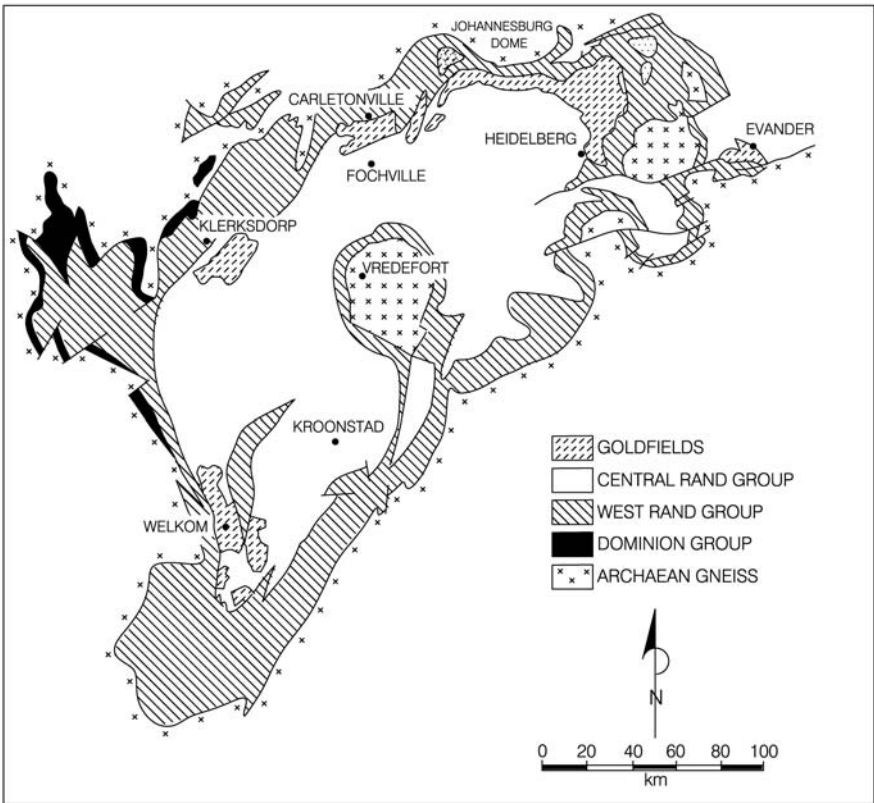 JOHANNESBURG
DOME
CARLETONVILLE
HEIDELBERG
EVANDER
FOCHVILLE
KLERKSDORP
VREDEFORT
KROONSTAD
WELKOM
GOLDFIELDS
CENTRAL RAND GROUP
WEST RAND GROUP
DOMINION GROUP
ARCHAEAN GNEISS
N
0 20 40 60 80 100
km